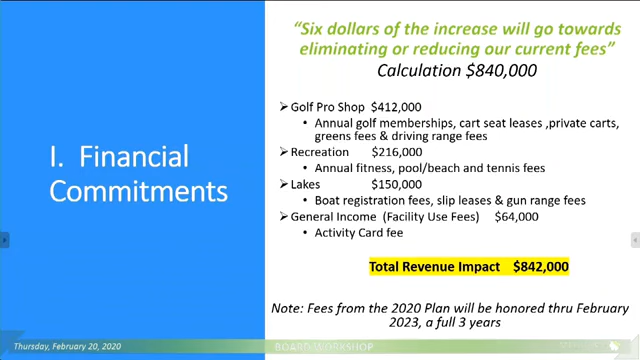 "Six dollars of the increase will go towards
eliminating or reducing our current fees"
Calculation $840,000
I. Financial
Commitments
➢Golf Pro Shop $412,000
• Annual golf memberships, cart seat leases ,private carts,
greens fees & driving range fees
➢Recreation $216,000
• Annual fitness, pool/beach and tennis fees
➢Lakes $150,000
• Boat registration fees, slip leases & gun range fees
➢General Income (Facility Use Fees) $64,000
• Activity Card fee
Total Revenue Impact $842,000
Note: Fees from the 2020 Plan will be honored thru February
2023, a full 3 years
Thursday, February 20, 2020
BOARD WORKSHOP